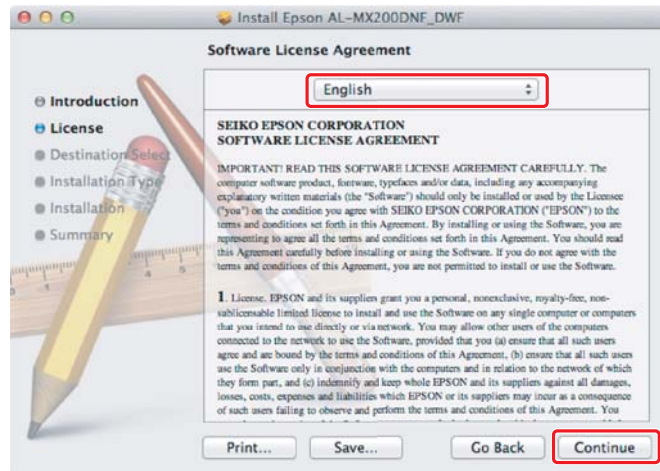 Install Epson AL-MX200DNF_DWF
Software License Agreement
English
Introduction
License
Destination Select
Installation Type
Installation
Summary
SEIKO EPSON CORPORATION
SOFTWARE LICENSE AGREEMENT
IMPORTANT! READ THIS SOFTWARE LICENSE AGREEMENT CAREFULLY. The
computer software product, fontware, typefaces and/or data, including any accompanying
explanatory written materials (the "Software") should only be installed or used by the Licensee
("you") on the condition you agree with SEIKO EPSON CORPORATION ("EPSON") to the
terms and conditions set forth in this Agreement. By installing or using the Software, you are
representing to agree all the terms and conditions set forth in this Agreement. You should read
this Agreement carefully before installing or using the Software. If you do not agree with the
terms and conditions of this Agreement, you are not permitted to install or use the Software.
1. License. EPSON and its suppliers grant you a personal, nonexclusive, royalty-free, non-
sublicensable limited license to install and use the Software on any single computer or computers
that you intend to use directly or via network. You may allow other users of the computers
connected to the network to use the Software, provided that you (a) ensure that all such users
agree and are bound by the terms and conditions of this Agreement, (b) ensure that all such users
use the Software only in conjunction with the computers and in relation to the network of which
they form part, and (c) indemnify and keep whole EPSON and its suppliers against all damages,
losses, costs, expenses and liabilities which EPSON or its suppliers may incur as a consequence
of such users failing to observe and perform the terms and conditions of this Agreement. You
Print...
Save...
Go Back
Continue
4
5